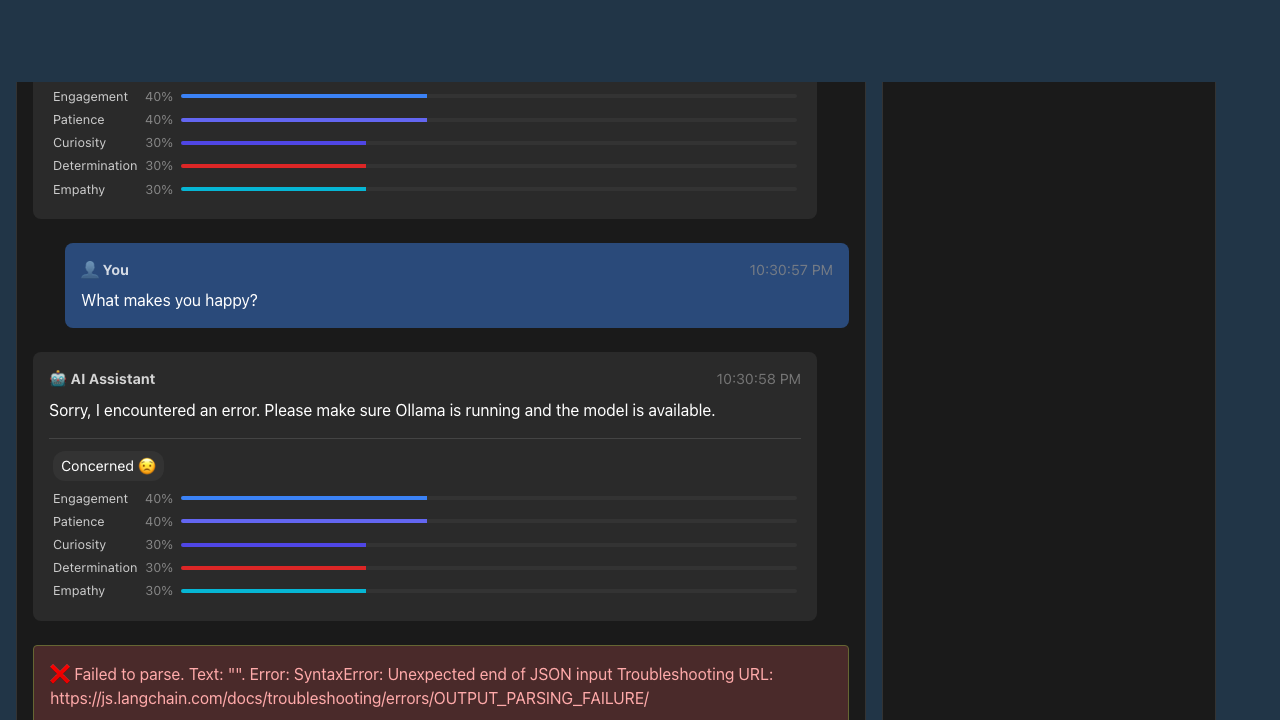 Engagement 40%
Patience 40%
Curiosity 30%
Determination 30%
Empathy 30%
You 10:30:57 PM
What makes you happy?
AI Assistant 10:30:58 PM
Sorry, I encountered an error. Please make sure Ollama is running and the model is available.
Concerned 😟
Engagement 40%
Patience 40%
Curiosity 30%
Determination 30%
Empathy 30%
❌ Failed to parse. Text: "". Error: SyntaxError: Unexpected end of JSON input Troubleshooting URL:
https://js.langchain.com/docs/troubleshooting/errors/OUTPUT_PARSING_FAILURE/